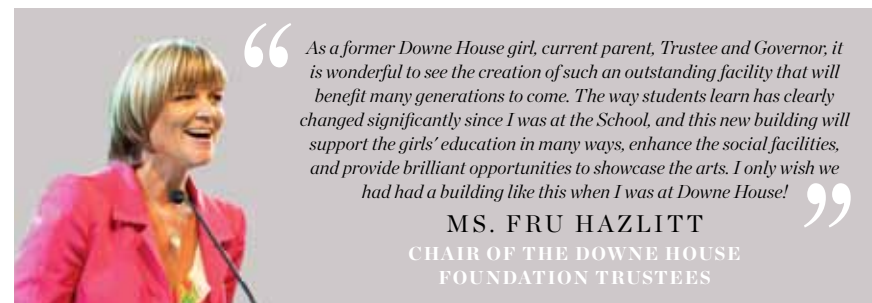 “ As a former Downe House girl, current parent, Trustee and Governor, it
is wonderful to see the creation of such an outstanding facility that will
benefit many generations to come. The way students learn has clearly
changed significantly since I was at the School, and this new building will
support the girls’ education in many ways, enhance the social facilities,
and provide brilliant opportunities to showcase the arts. I only wish we
had had a building like this when I was at Downe House! ”
MS. FRU HAZLITT
CHAIR OF THE DOWNE HOUSE
FOUNDATION TRUSTEES